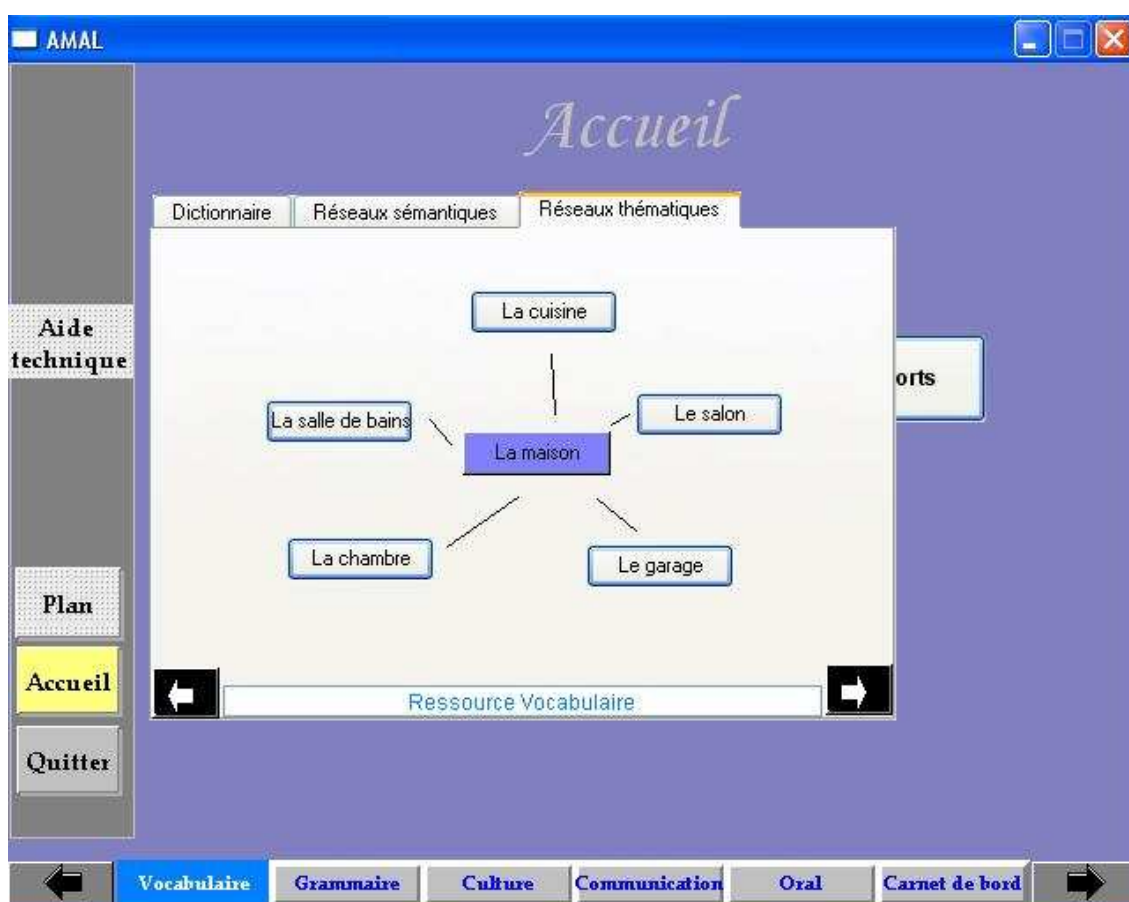 AMAL
Accueil
Dictionnaire
Réseaux sémantiques
Réseaux thématiques
La cuisine
Aide
technique
orts
La salle de bains
Le salon
La maison
La chambre
Le garage
Plan
Accueil
Ressource Vocabulaire
Quitter
Vocabulaire
Grammaire
Culture
Communication
Oral
Carnet de bord